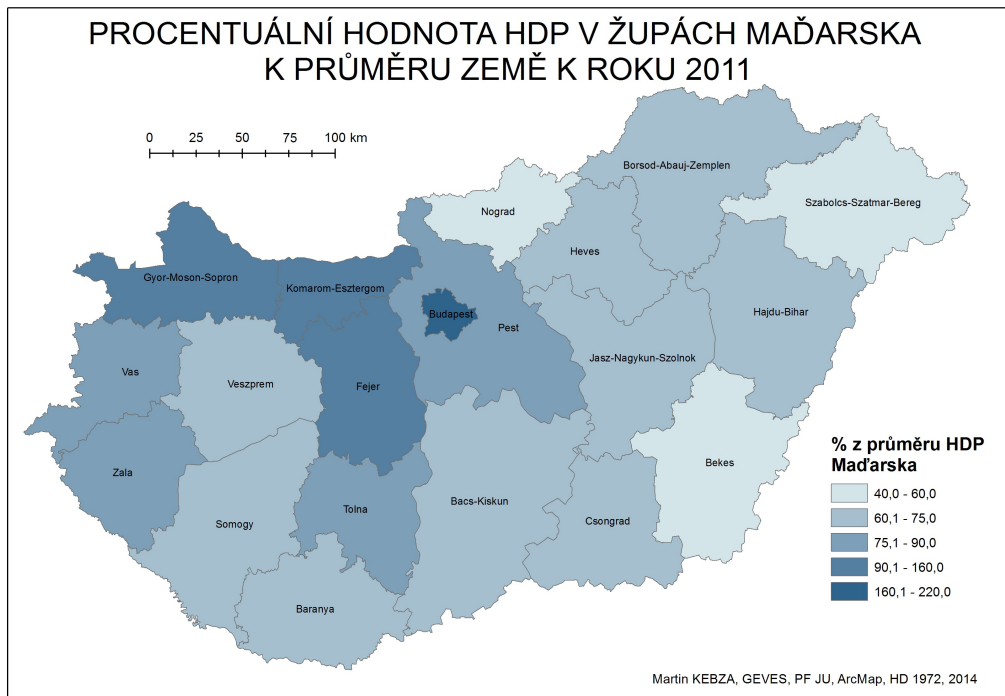 PROCENTUÁLNÍ HODNOTA HDP V ŽUPÁCH MAĎARSKA
K PRŮMĚRU ZEMĚ K ROKU 2011
0 25 50 75 100 km
Borsod-Abauj-Zemplen
Szabolcs-Szatmar-Bereg
Nograd
Heves
Gyor-Moson-Sopron
Komarom-Esztergom
Budapest
Pest
Hajdu-Bihar
Jasz-Nagykun-Szolnok
Vas
Veszprem
Fejer
Zala
Bekes
Somogy
Tolna
Bacs-Kiskun
Csongrad
Baranya
% z průměru HDP
Maďarska
40,0 - 60,0
60,1 - 75,0
75,1 - 90,0
90,1 - 160,0
160,1 - 220,0
Martin KEBZA, GEVES, PF JU, ArcMap, HD 1972, 2014